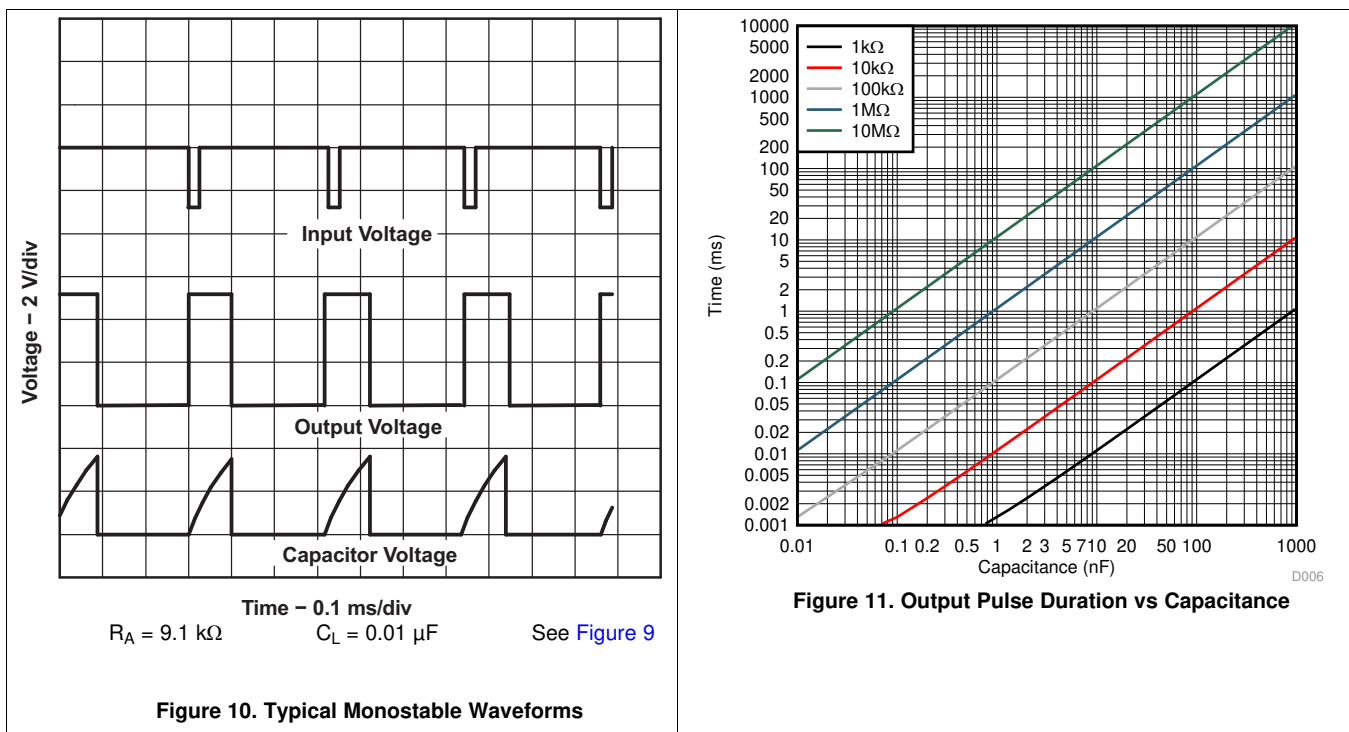 Voltage – 2 V/div
Input Voltage
Output Voltage
Capacitor Voltage
Time – 0.1 ms/div
R_A = 9.1 kΩ C_L = 0.01 µF See Figure 9
Figure 10. Typical Monostable Waveforms
10000
5000
2000
1000
500
200
100
50
20
10
5
2
1
0.5
0.2
0.1
0.05
0.02
0.01
0.005
0.002
0.001
Time (ms)
1kΩ
10kΩ
100kΩ
1MΩ
10MΩ
0.01 0.1 0.2 0.5 1 2 3 5 7 10 20 50 100 1000
Capacitance (nF)
D006
Figure 11. Output Pulse Duration vs Capacitance